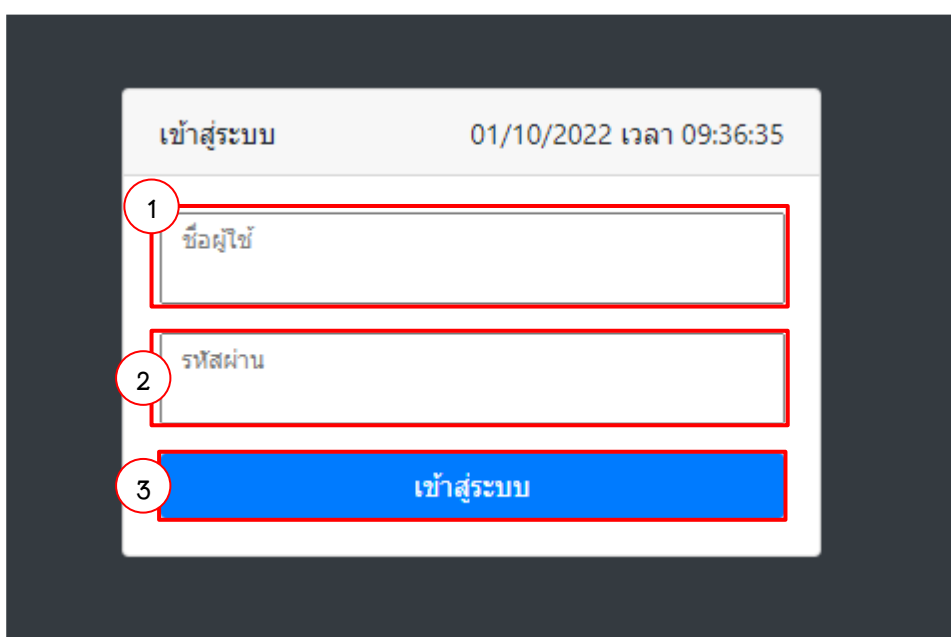 เข้าสู่ระบบ 01/10/2022 เวลา 09:36:35
1
ชื่อผู้ใช้
รหัสผ่าน
2
3 เข้าสู่ระบบ